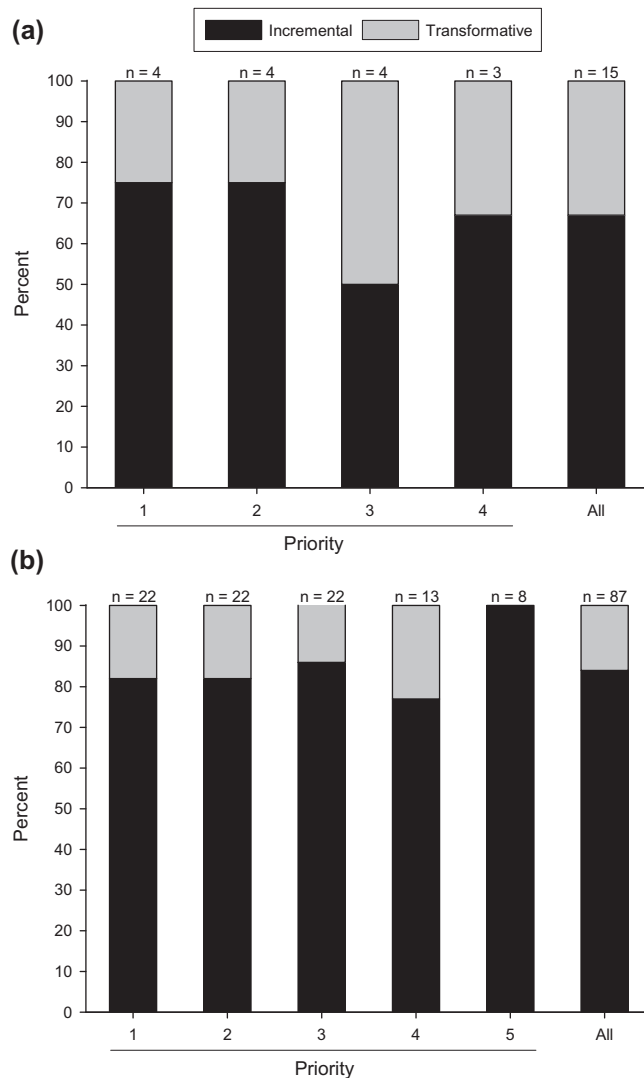 (a)
Incremental Transformative
n = 4 n = 4 n = 4 n = 3 n = 15
100
90
80
70
60
50
40
30
20
10
0
Percent
1 2 3 4 All
Priority
(b)
n = 22 n = 22 n = 22 n = 13 n = 8 n = 87
100
90
80
70
60
50
40
30
20
10
0
Percent
1 2 3 4 5 All
Priority